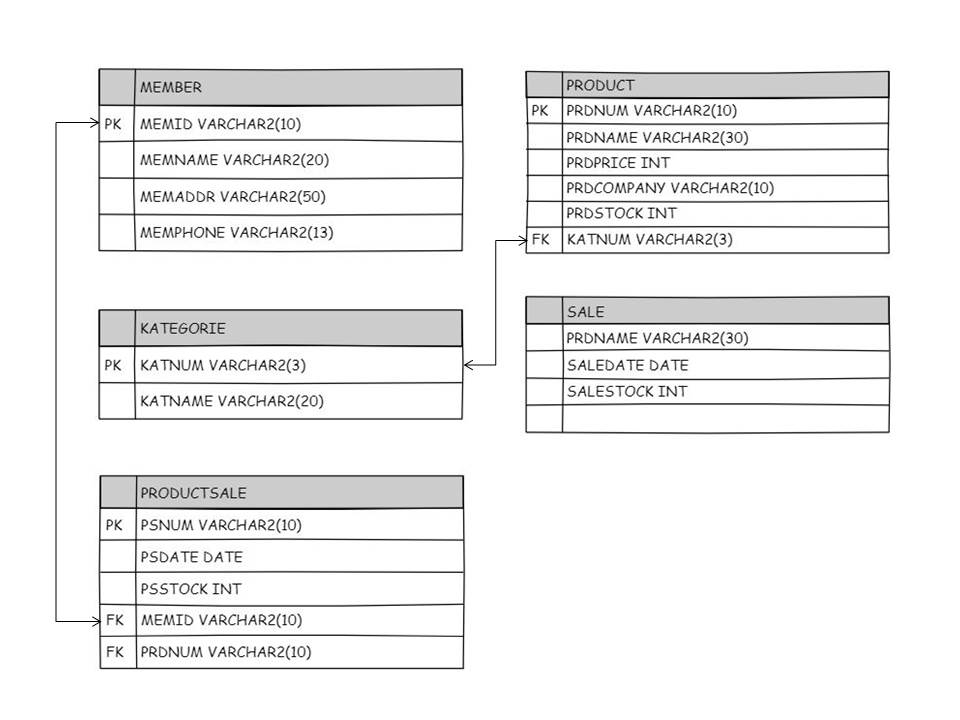 MEMBER
PK MEMID VARCHAR2(10)
MEMNAME VARCHAR2(20)
MEMADDR VARCHAR2(50)
MEMPHONE VARCHAR2(13)
PRODUCT
PK PRDNUM VARCHAR2(10)
PRDNAME VARCHAR2(30)
PRDPRICE INT
PRDCOMPANY VARCHAR2(10)
PRDSTOCK INT
FK KATNUM VARCHAR2(3)
KATEGORIE
PK KATNUM VARCHAR2(3)
KATNAME VARCHAR2(20)
SALE
PRDNAME VARCHAR2(30)
SALEDATE DATE
SALESTOCK INT
PRODUCTSALE
PK PSNUM VARCHAR2(10)
PSDATE DATE
PSSTOCK INT
FK MEMID VARCHAR2(10)
FK PRDNUM VARCHAR2(10)